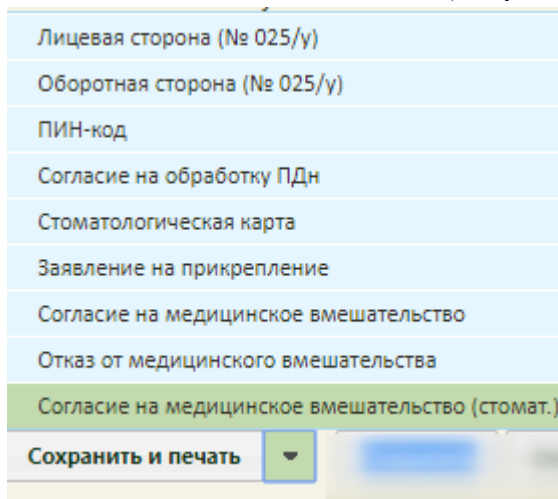 Лицевая сторона (№ 025/у)
Оборотная сторона (№ 025/у)
ПИН-код
Согласие на обработку ПДн
Стоматологическая карта
Заявление на прикрепление
Согласие на медицинское вмешательство
Отказ от медицинского вмешательства
Согласие на медицинское вмешательство (стомат.)
Сохранить и печать